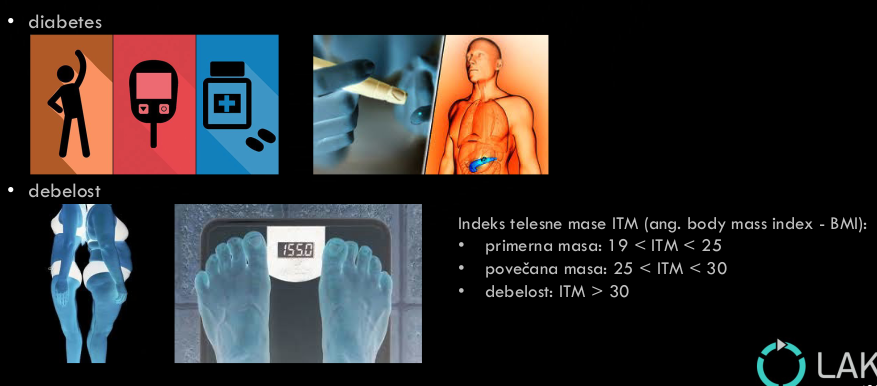 diabetes
debelost
155.0
Indeks telesne mase ITM (ang. body mass index - BMI):
primerna masa: 19 < ITM < 25
povečana masa: 25 < ITM < 30
debelost: ITM > 30
LAK